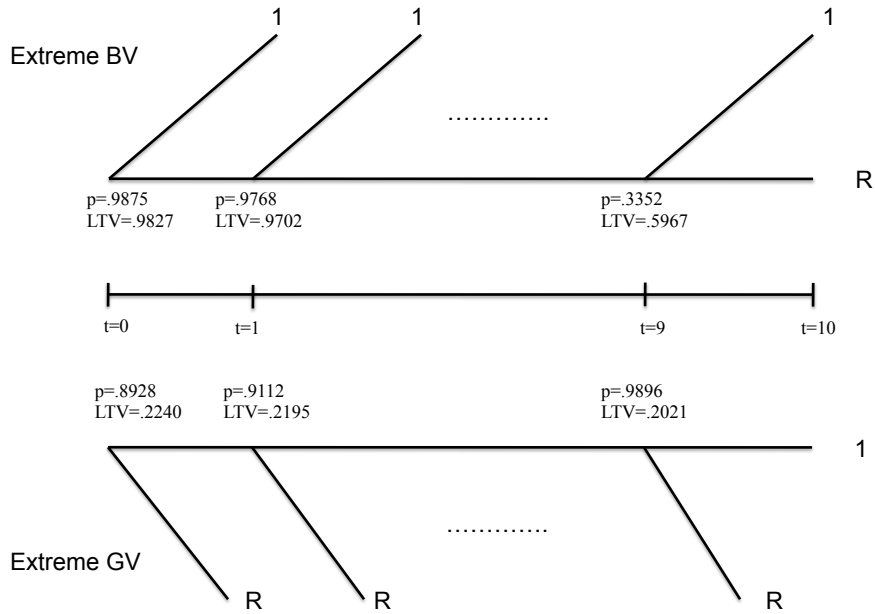 1 1 1
Extreme BV
.............
R
p=.9875 p=.9768 p=.3352
LTV=.9827 LTV=.9702 LTV=.5967
t=0 t=1 t=9 t=10
p=.8928 p=.9112 p=.9896
LTV=.2240 LTV=.2195 LTV=.2021
1
.............
Extreme GV
R R R